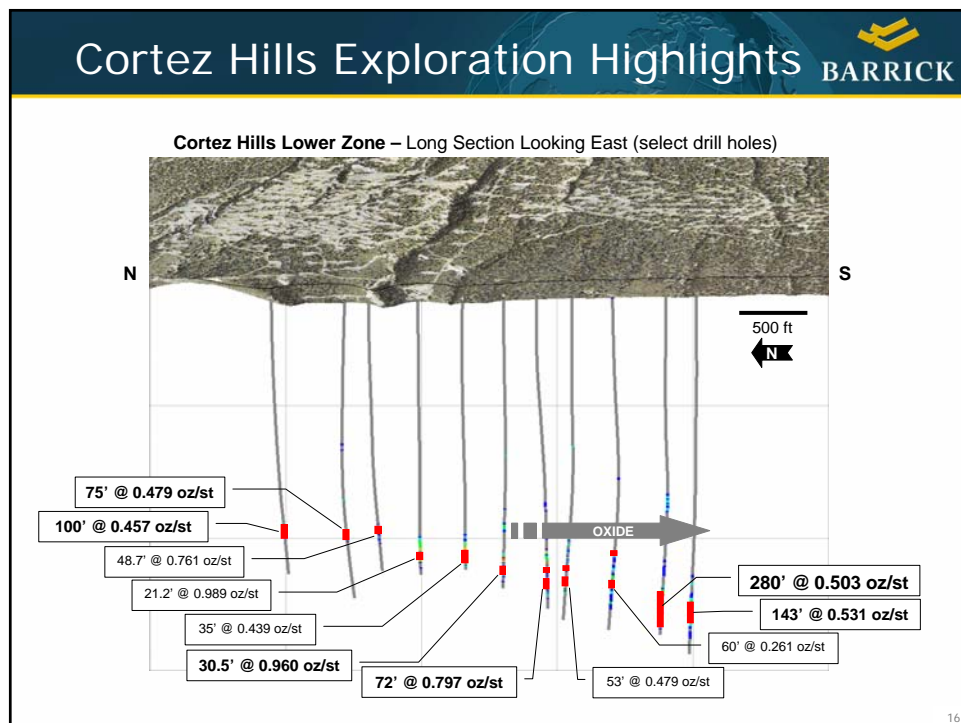 Cortez Hills Exploration Highlights
BARRICK
Cortez Hills Lower Zone – Long Section Looking East (select drill holes)
N
S
500 ft
N
75’ @ 0.479 oz/st
100’ @ 0.457 oz/st
48.7’ @ 0.761 oz/st
21.2’ @ 0.989 oz/st
35’ @ 0.439 oz/st
30.5’ @ 0.960 oz/st
72’ @ 0.797 oz/st
OXIDE
280’ @ 0.503 oz/st
143’ @ 0.531 oz/st
60’ @ 0.261 oz/st
53’ @ 0.479 oz/st
16